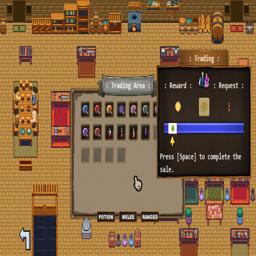 : Trading :
: Trading Area :
: Reward :
: Request :
Press [Space] to complete the
sale.
POTION MELEE RANGED